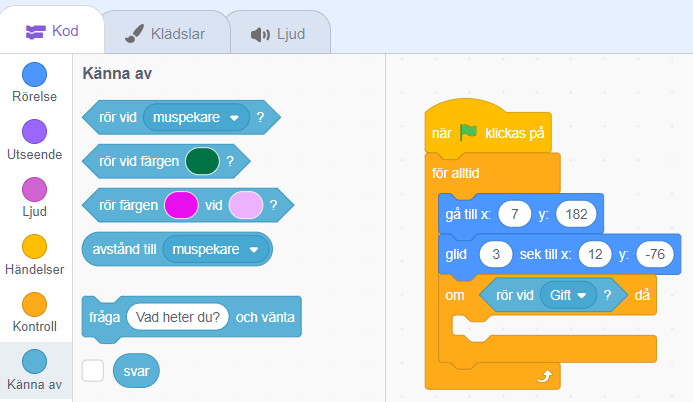 Kod
Klädslar
Ljud
Rörelse
Utseende
Ljud
Händelser
Kontroll
Känna av
Känna av
rör vid muspekare ?
rör vid färgen ?
rör färgen vid ?
avstånd till muspekare
fråga Vad heter du? och vänta
svar
när klickas på
för alltid
gå till x: 7 y: 182
glid 3 sek till x: 12 y: -76
om rör vid Gift ? då